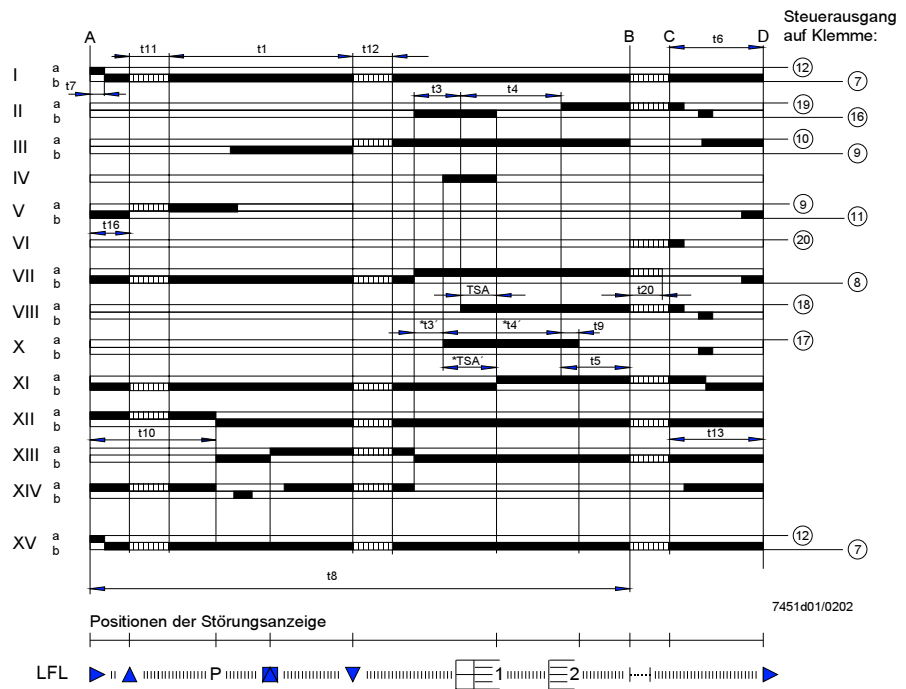 Steuerausgang
auf Klemme:
A t11 t1 t12 B C t6 D
I a 12
b 7
t7 t3 t4
II a 19
b 16
III a 10
b 9
IV
V a 9
b 11
t16
VI 20
VII a
b 8
TSA t20
VIII a 18
b
*t3´ *t4´ t9
X a 17
b
*TSA´ t5
XI a
b
XII a
b
t10 t13
XIII a
b
XIV a
b
XV a 12
b 7
t8
7451d01/0202
Positionen der Störungsanzeige
LFL P 1 2